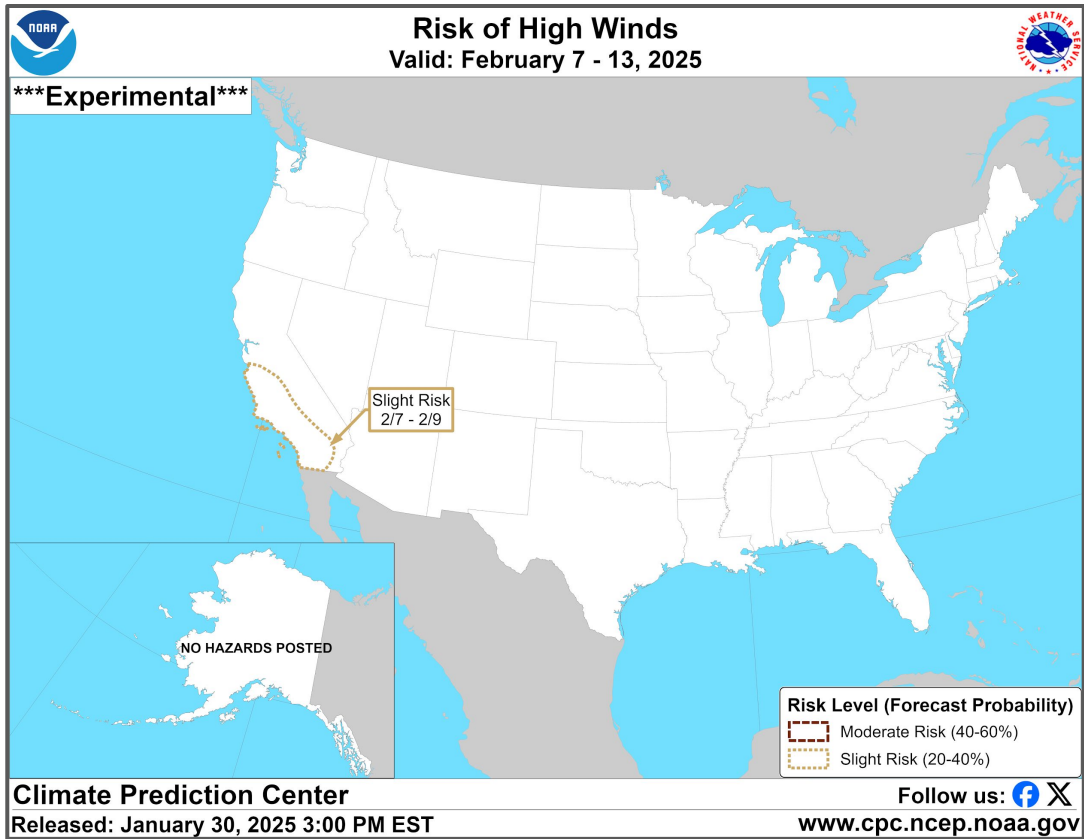 NOAA
Risk of High Winds
Valid: February 7 - 13, 2025
NATIONAL WEATHER SERVICE
***Experimental***
Slight Risk
2/7 - 2/9
NO HAZARDS POSTED
Risk Level (Forecast Probability)
Moderate Risk (40-60%)
Slight Risk (20-40%)
Climate Prediction Center
Follow us:
Released: January 30, 2025 3:00 PM EST
www.cpc.ncep.noaa.gov